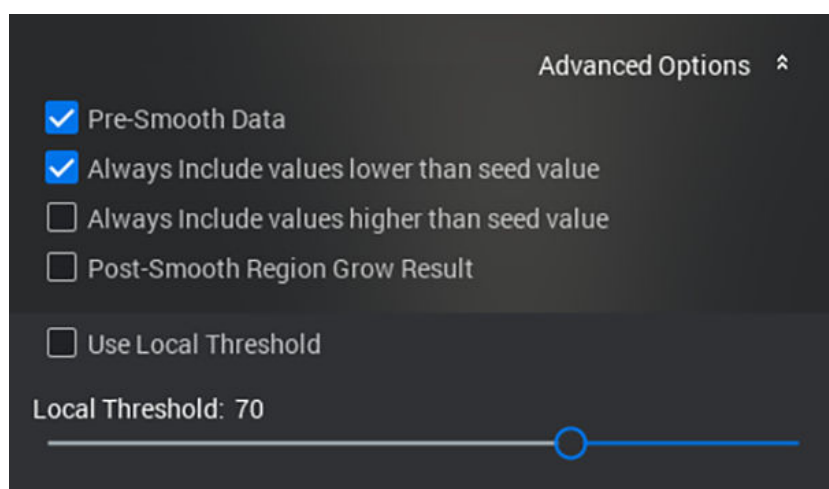 Advanced Options
Pre-Smooth Data
Always Include values lower than seed value
Always Include values higher than seed value
Post-Smooth Region Grow Result
Use Local Threshold
Local Threshold: 70